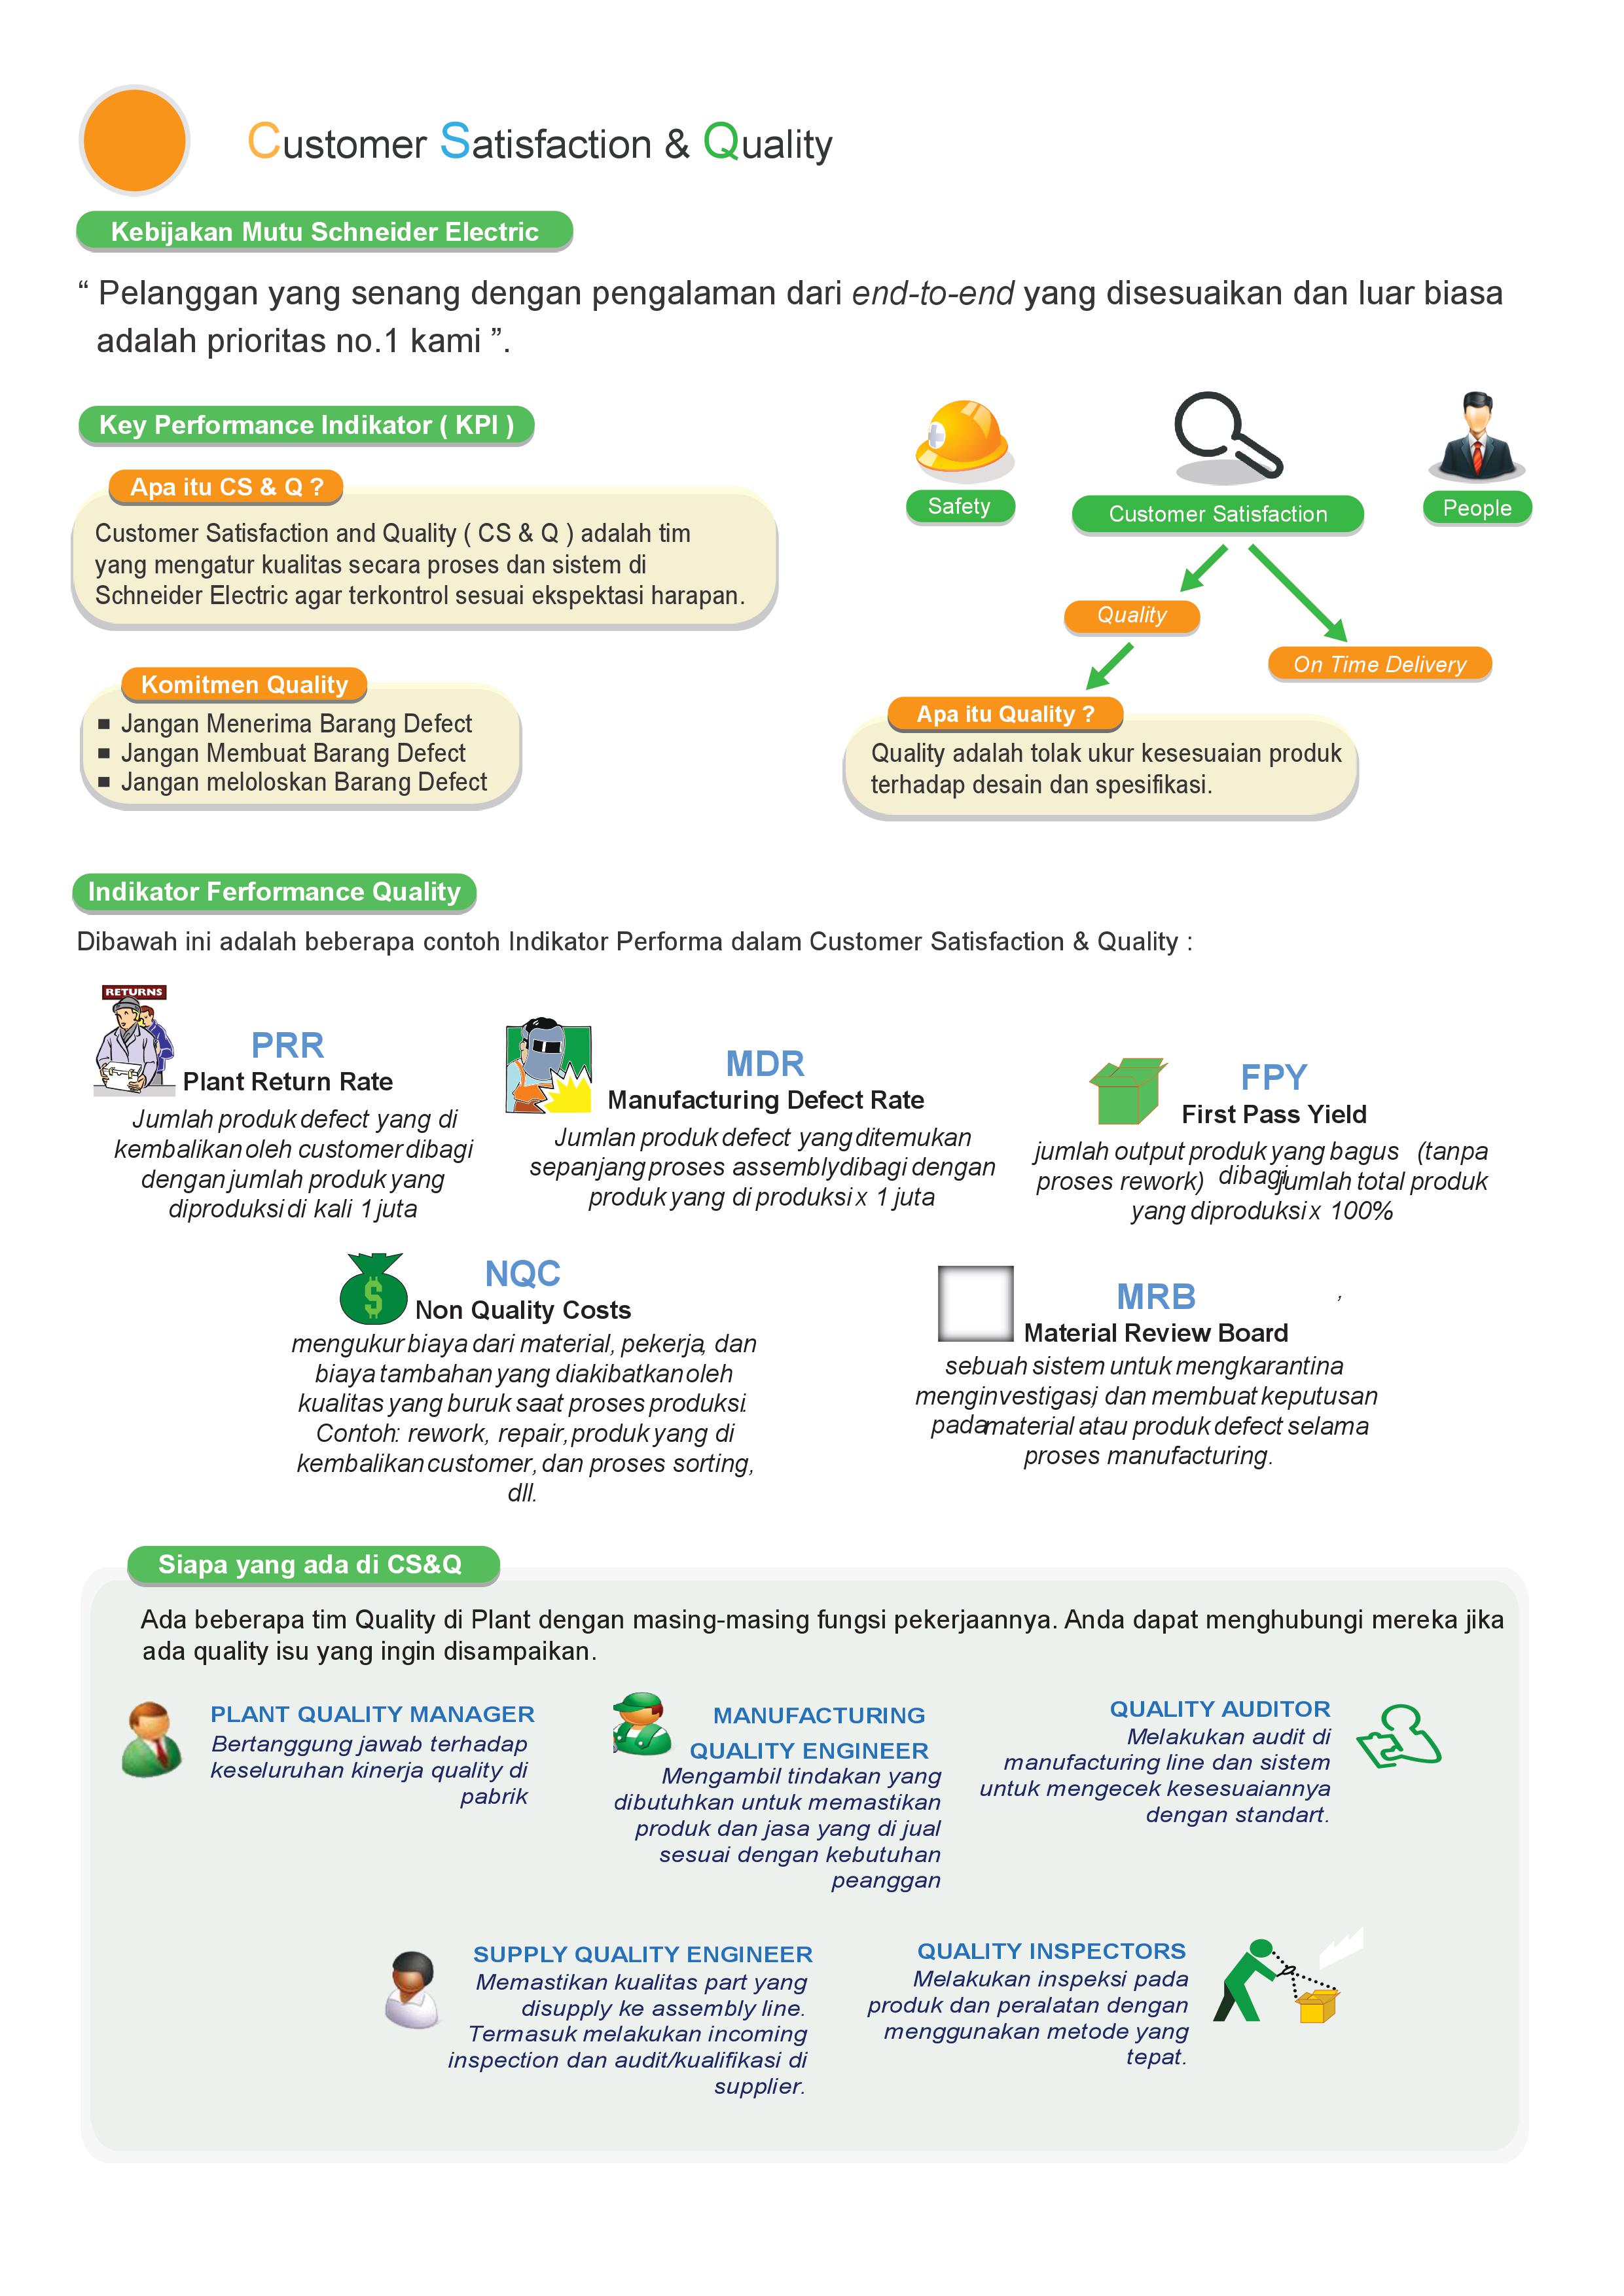 Customer Satisfaction & Quality
Kebijakan Mutu Schneider Electric
“ Pelanggan yang senang dengan pengalaman dari end-to-end yang disesuaikan dan luar biasa
adalah prioritas no.1 kami ”.
Key Performance Indikator ( KPI )
Apa itu CS & Q ?
Customer Satisfaction and Quality ( CS & Q ) adalah tim
yang mengatur kualitas secara proses dan sistem di
Schneider Electric agar terkontrol sesuai ekspektasi harapan.
Komitmen Quality
▪ Jangan Menerima Barang Defect
▪ Jangan Membuat Barang Defect
▪ Jangan meloloskan Barang Defect
Safety
Customer Satisfaction
People
Quality
On Time Delivery
Apa itu Quality ?
Quality adalah tolak ukur kesesuaian produk
terhadap desain dan spesifikasi.
Indikator Ferformance Quality
Dibawah ini adalah beberapa contoh Indikator Performa dalam Customer Satisfaction & Quality :
RETURNS
PRR
Plant Return Rate
Jumlah produk defect yang di
kembalikan oleh customer dibagi
dengan jumlah produk yang
diproduksi di kali 1 juta
MDR
Manufacturing Defect Rate
Jumlan produk defect yang ditemukan
sepanjang proses assembly dibagi dengan
produk yang di produksi x 1 juta
FPY
First Pass Yield
jumlah output produk yang bagus (tanpa
proses rework) dibagi jumlah total produk
yang diproduksi x 100%
$
NQC
Non Quality Costs
mengukur biaya dari material, pekerja, dan
biaya tambahan yang diakibatkan oleh
kualitas yang buruk saat proses produksi.
Contoh: rework, repair, produk yang di
kembalikan customer, dan proses sorting,
dll.
MRB ,
Material Review Board
sebuah sistem untuk mengkarantina
menginvestigasi, dan membuat keputusan
pada material atau produk defect selama
proses manufacturing.
Siapa yang ada di CS&Q
Ada beberapa tim Quality di Plant dengan masing-masing fungsi pekerjaannya. Anda dapat menghubungi mereka jika
ada quality isu yang ingin disampaikan.
PLANT QUALITY MANAGER
Bertanggung jawab terhadap
keseluruhan kinerja quality di
pabrik
MANUFACTURING
QUALITY ENGINEER
Mengambil tindakan yang
dibutuhkan untuk memastikan
produk dan jasa yang di jual
sesuai dengan kebutuhan
peanggan
QUALITY AUDITOR
Melakukan audit di
manufacturing line dan sistem
untuk mengecek kesesuaiannya
dengan standart.
SUPPLY QUALITY ENGINEER
Memastikan kualitas part yang
disupply ke assembly line.
Termasuk melakukan incoming
inspection dan audit/kualifikasi di
supplier.
QUALITY INSPECTORS
Melakukan inspeksi pada
produk dan peralatan dengan
menggunakan metode yang
tepat.